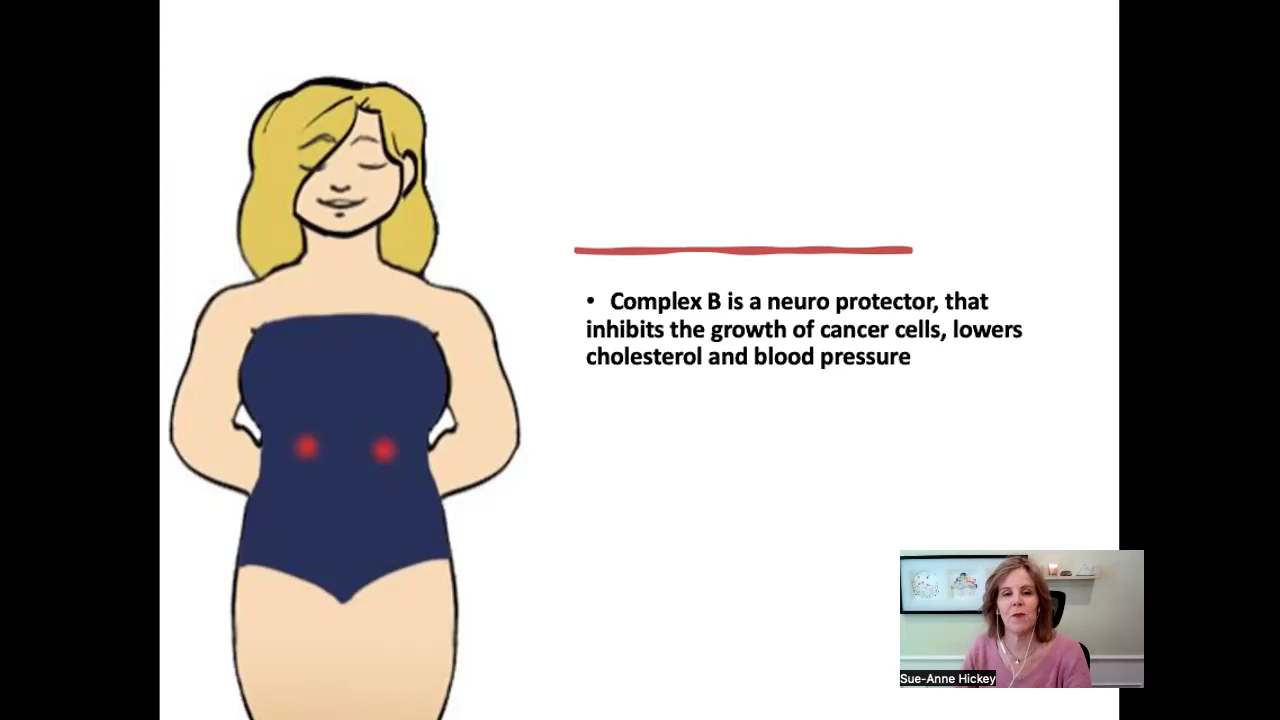 • Complex B is a neuro protector, that
inhibits the growth of cancer cells, lowers
cholesterol and blood pressure
Sue-Anne Hickey